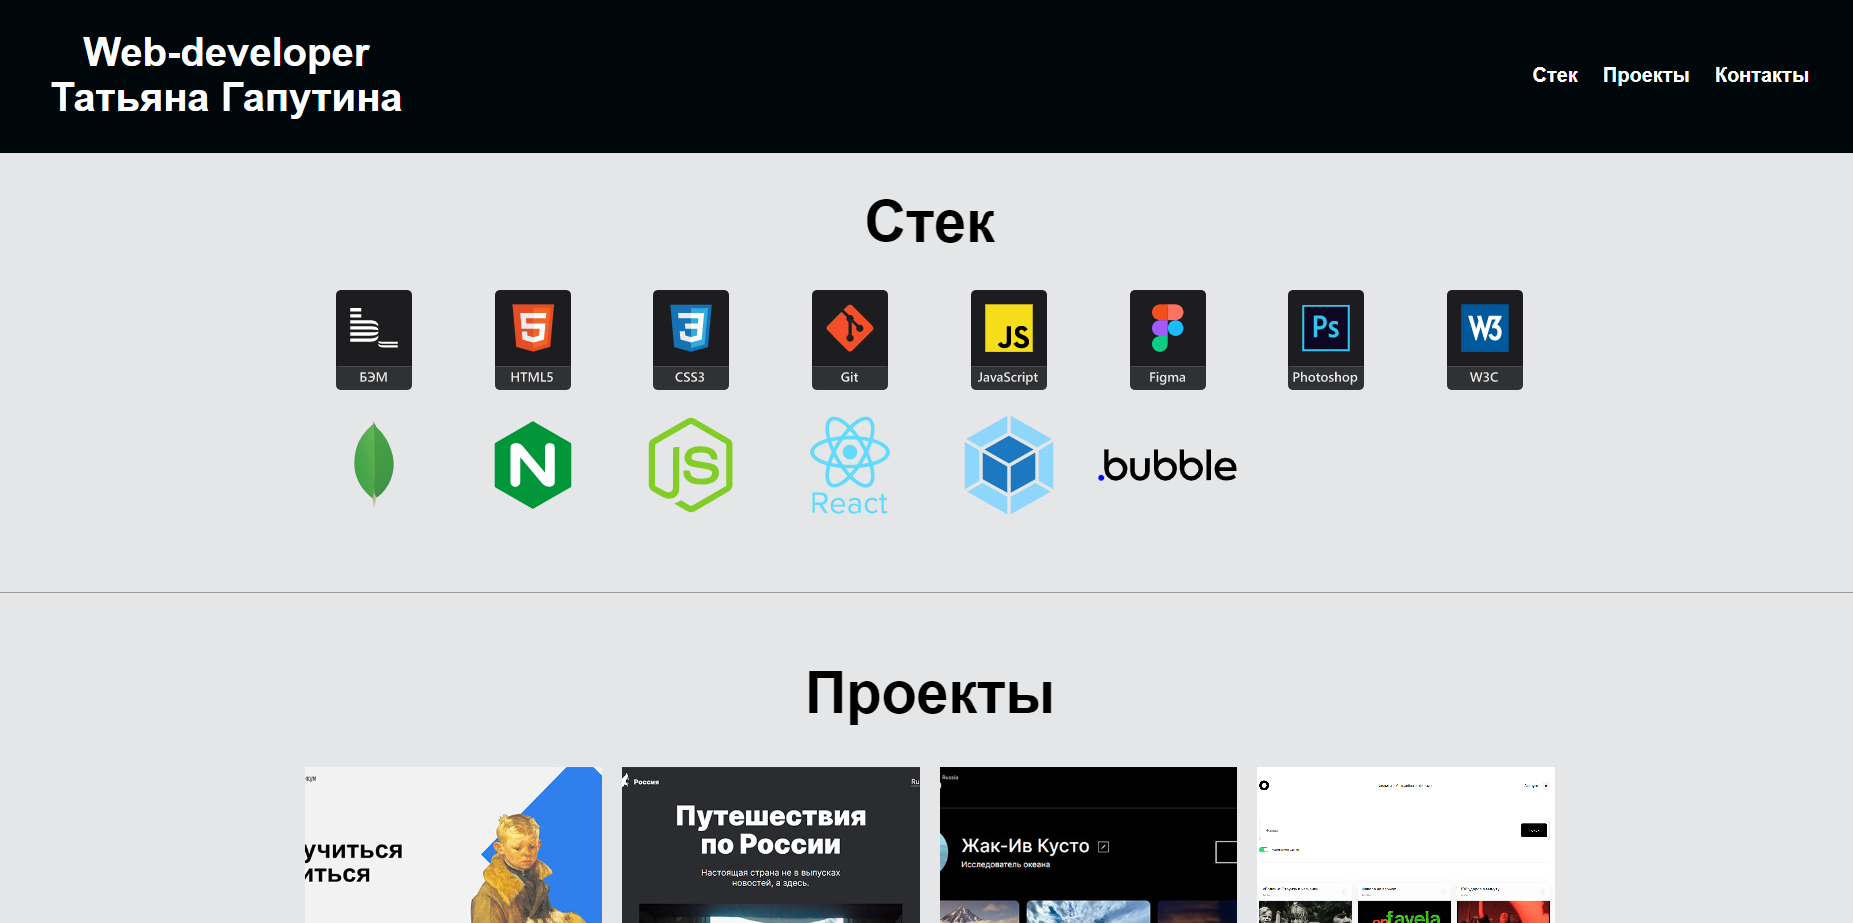 Web-developer
Татьяна Гапутина
Стек Проекты Контакты
Стек
БЭМ HTML5 CSS3 Git JavaScript Figma Photoshop W3C
JS React .bubble
Проекты
Россия Ru Russia
Путешествия
по России
Настоящая страна не в выпусках
новостей, а здесь.
учиться
иться
Жак-Ив Кусто
Исследователь океана
favela